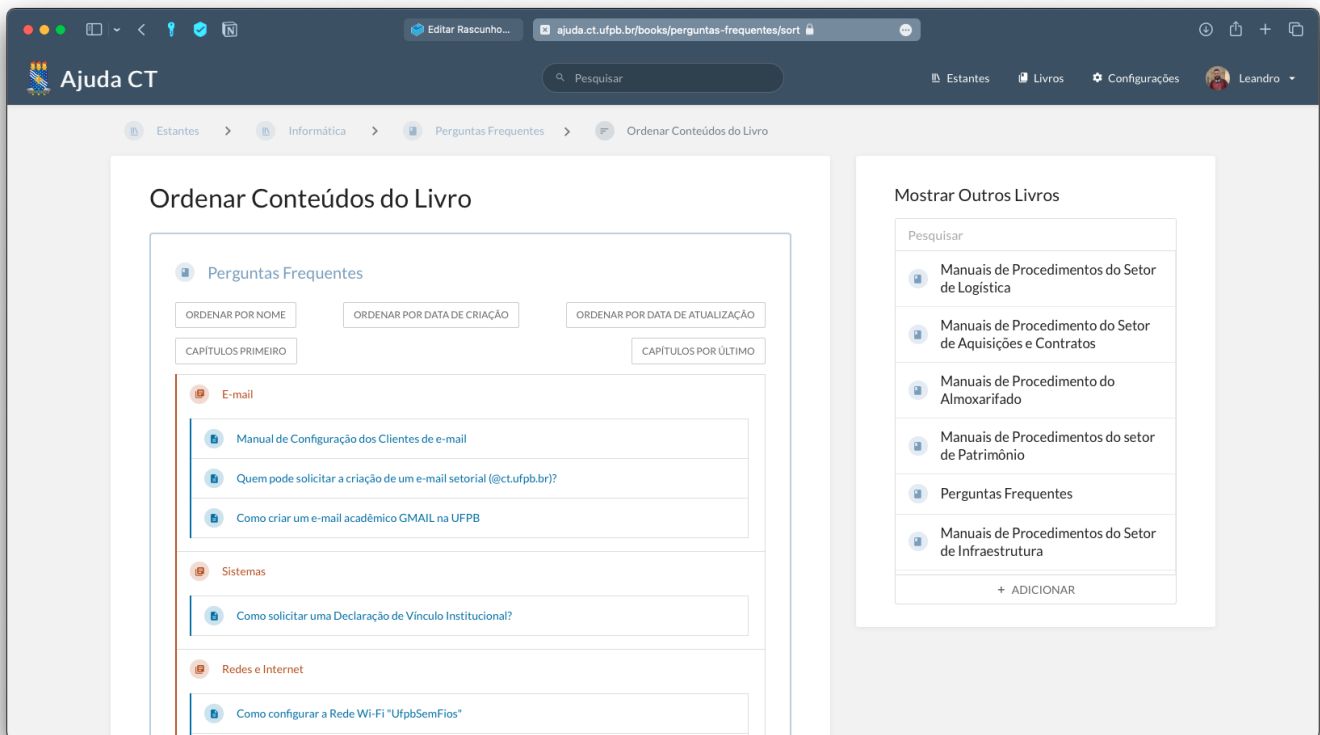 Editar Rascunho...
ajuda.ct.ufpb.br/books/perguntas-frequentes/sort
Ajuda CT
Pesquisar
Estantes
Livros
Configurações
Leandro
Estantes > Informática > Perguntas Frequentes > Ordenar Conteúdos do Livro
Ordenar Conteúdos do Livro
Perguntas Frequentes
ORDENAR POR NOME
ORDENAR POR DATA DE CRIAÇÃO
ORDENAR POR DATA DE ATUALIZAÇÃO
CAPÍTULOS PRIMEIRO
CAPÍTULOS POR ÚLTIMO
E-mail
Manual de Configuração dos Clientes de e-mail
Quem pode solicitar a criação de um e-mail setorial (@ct.ufpb.br)?
Como criar um e-mail acadêmico GMAIL na UFPB
Sistemas
Como solicitar uma Declaração de Vínculo Institucional?
Redes e Internet
Como configurar a Rede Wi-Fi "UfpbSemFios"
Mostrar Outros Livros
Pesquisar
Manuais de Procedimentos do Setor
de Logística
Manuais de Procedimento do Setor
de Aquisições e Contratos
Manuais de Procedimento do
Almoxarifado
Manuais de Procedimentos do setor
de Patrimônio
Perguntas Frequentes
Manuais de Procedimentos do Setor
de Infraestrutura
+ ADICIONAR